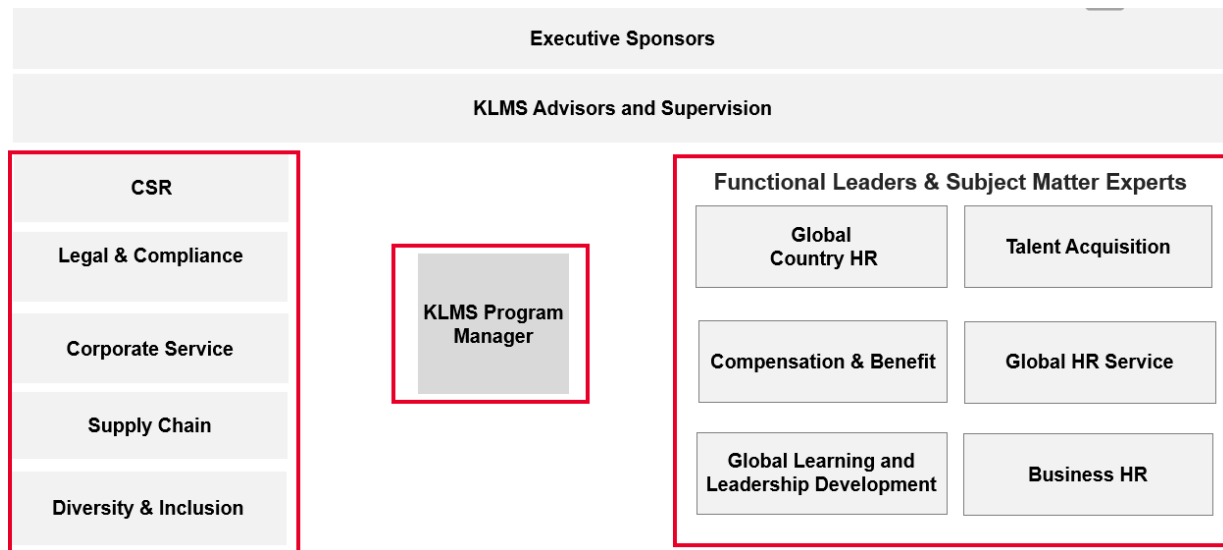 Executive Sponsors
KLMS Advisors and Supervision
CSR
Legal & Compliance
Corporate Service
Supply Chain
Diversity & Inclusion
KLMS Program
Manager
Functional Leaders & Subject Matter Experts
Global
Country HR
Talent Acquisition
Compensation & Benefit
Global HR Service
Global Learning and
Leadership Development
Business HR